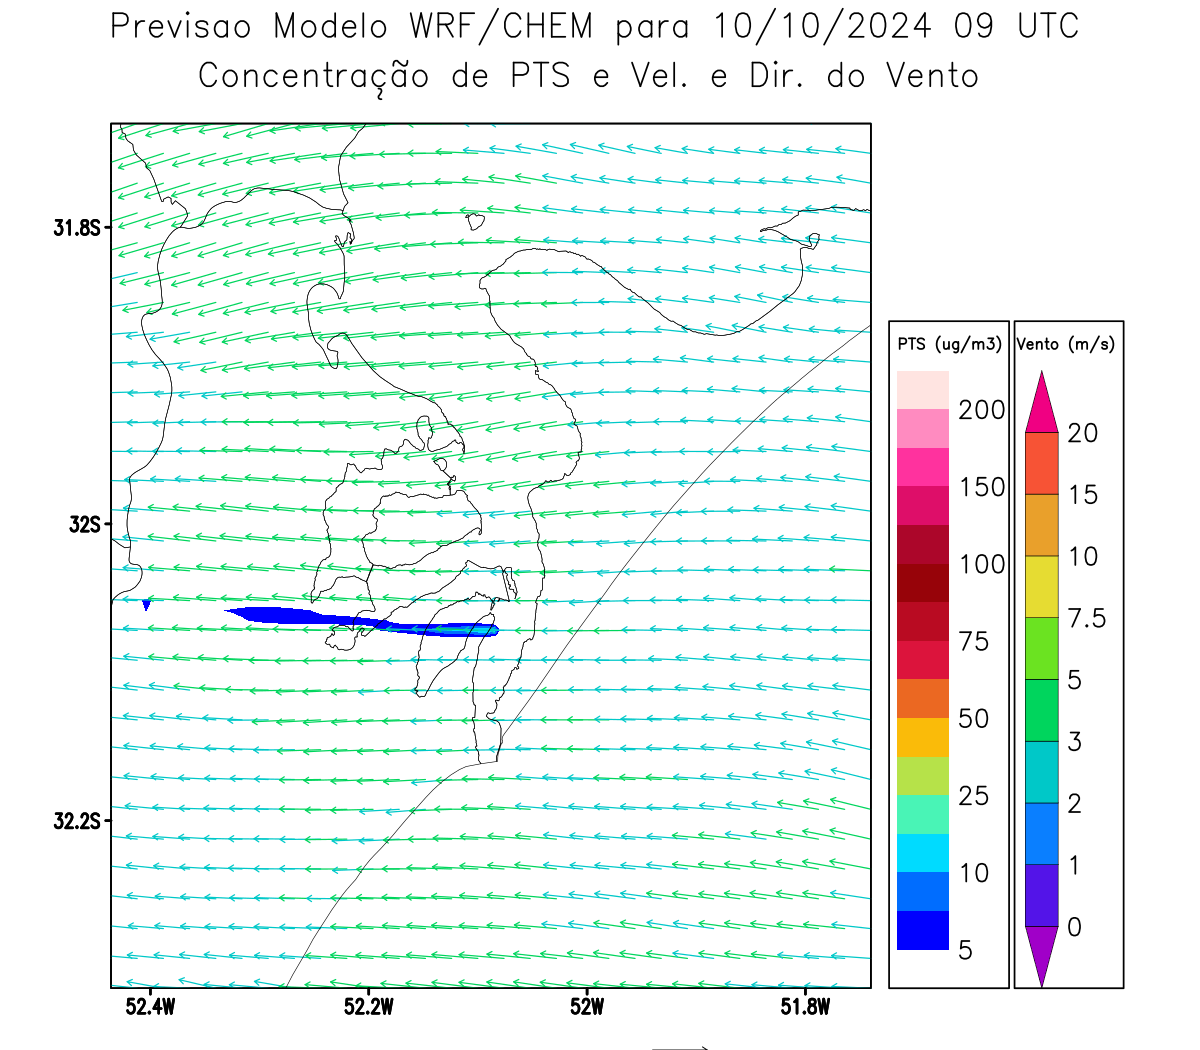 Previsao Modelo WRF/CHEM para 10/10/2024 09 UTC
Concentração de PTS e Vel. e Dir. do Vento
31.8S
32S
32.2S
52.4W 52.2W 52W 51.8W
PTS (ug/m3)
200
150
100
75
50
25
10
5
Vento (m/s)
20
15
10
7.5
5
3
2
1
0